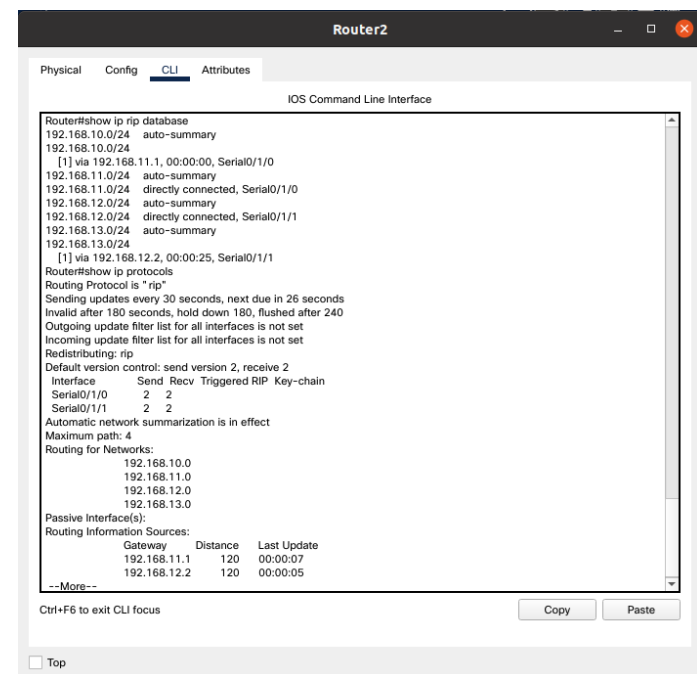 Router2
Physical Config CLI Attributes
IOS Command Line Interface
Router#show ip rip database
192.168.10.0/24 auto-summary
192.168.10.0/24
[1] via 192.168.11.1, 00:00:00, Serial0/1/0
192.168.11.0/24 auto-summary
192.168.11.0/24 directly connected, Serial0/1/0
192.168.12.0/24 auto-summary
192.168.12.0/24 directly connected, Serial0/1/1
192.168.13.0/24 auto-summary
192.168.13.0/24
[1] via 192.168.12.2, 00:00:25, Serial0/1/1
Router#show ip protocols
Routing Protocol is "rip"
Sending updates every 30 seconds, next due in 26 seconds
Invalid after 180 seconds, hold down 180, flushed after 240
Outgoing update filter list for all interfaces is not set
Incoming update filter list for all interfaces is not set
Redistributing: rip
Default version control: send version 2, receive 2
Interface Send Recv Triggered RIP Key-chain
Serial0/1/0 2 2
Serial0/1/1 2 2
Automatic network summarization is in effect
Maximum path: 4
Routing for Networks:
192.168.10.0
192.168.11.0
192.168.12.0
192.168.13.0
Passive Interface(s):
Routing Information Sources:
Gateway Distance Last Update
192.168.11.1 120 00:00:07
192.168.12.2 120 00:00:05
--More--
Ctrl+F6 to exit CLI focus
Copy Paste
Top